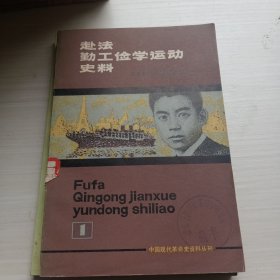 赴法
勤工俭学运动
史料
Fufa
Qingong jianxue
yundong shiliao
1
中国现代革命史资料丛刊